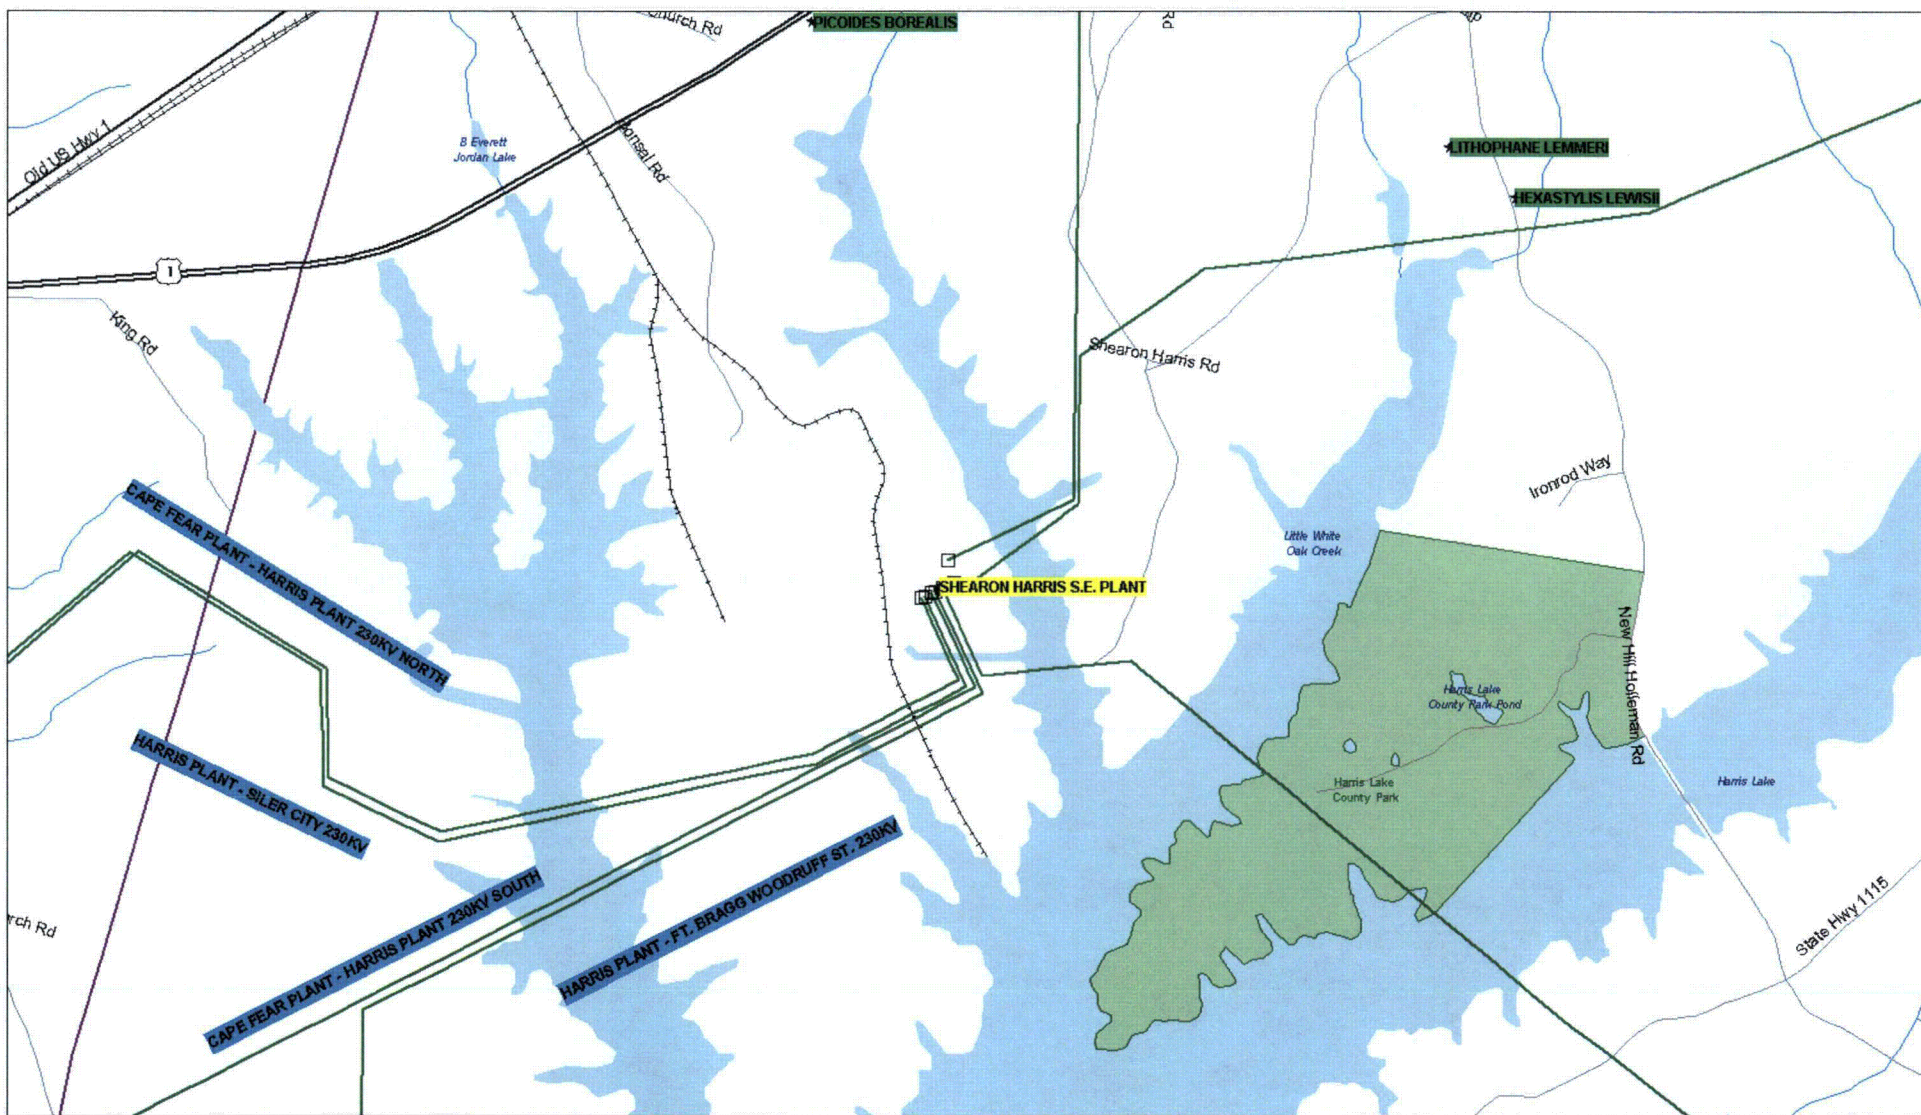 Church Rd
PICOIDES BOREALIS
Rd
Old US Hwy 1
B Everett
Jordan Lake
Bonsal Rd
LITHOPHANE LEMMERI
HEXASTYLIS LEWISII
1
King Rd
Shearon Harris Rd
Ironrod Way
CAPE FEAR PLANT - HARRIS PLANT 230KV NORTH
Little White
Oak Creek
SHEARON HARRIS S.E. PLANT
New Hill Holleman Rd
Harris Lake
County Park Pond
HARRIS PLANT - SILER CITY 230KV
Harris Lake
County Park
Harris Lake
HARRIS PLANT - FT. BRAGG WOODRUFF ST. 230KV
CAPE FEAR PLANT - HARRIS PLANT 230KV SOUTH
State Hwy 1115
rch Rd